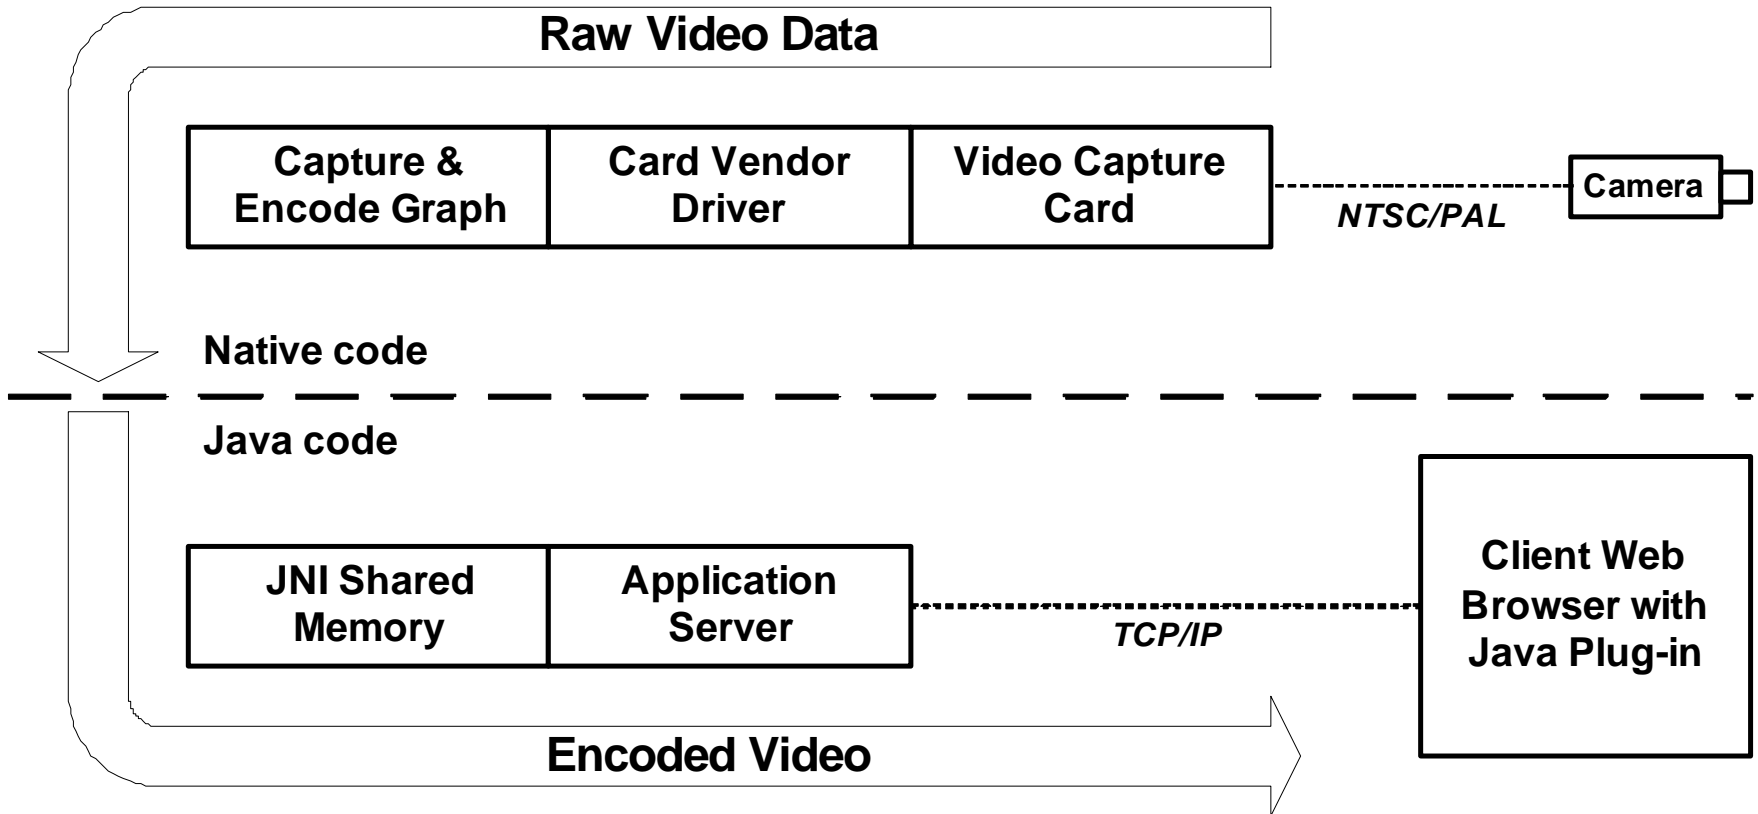 Raw Video Data
Capture &
Encode Graph
Card Vendor
Driver
Video Capture
Card
NTSC/PAL
Camera
Native code
Java code
JNI Shared
Memory
Application
Server
TCP/IP
Client Web
Browser with
Java Plug-in
Encoded Video